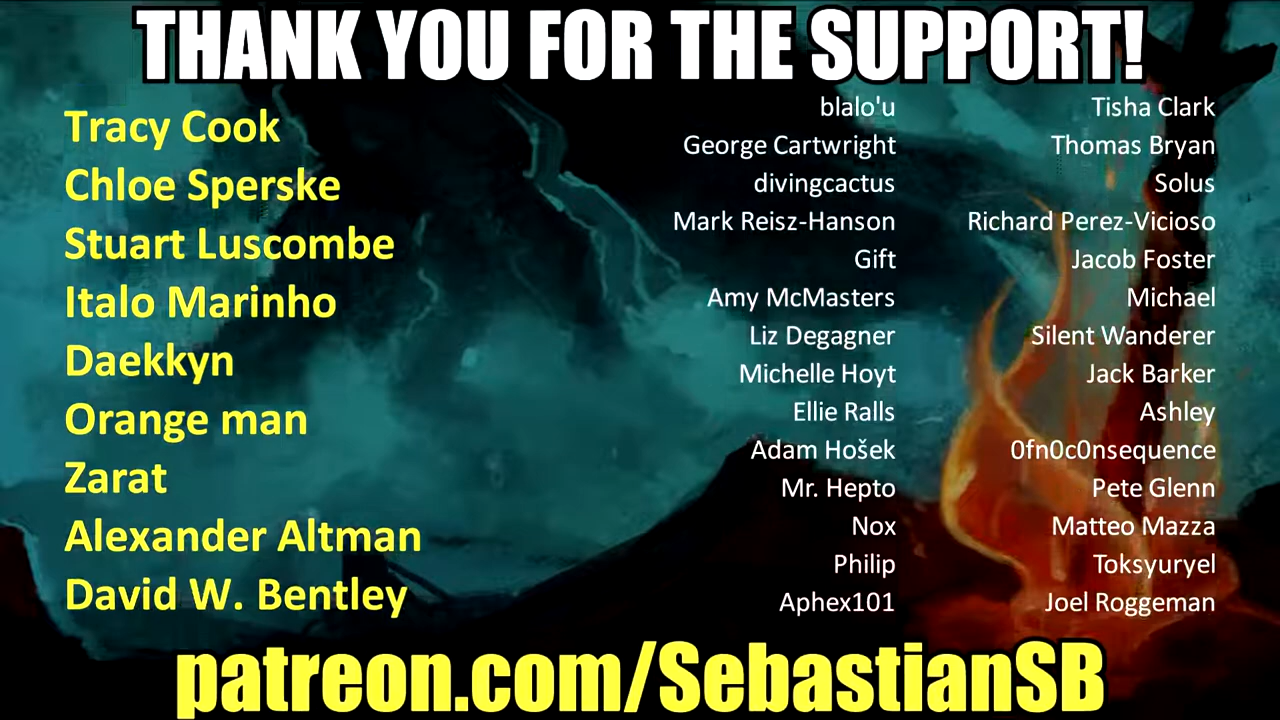 THANK YOU FOR THE SUPPORT!
Tracy Cook
Chloe Sperske
Stuart Luscombe
Italo Marinho
Daekkyn
Orange man
Zarat
Alexander Altman
David W. Bentley
blalo'u
George Cartwright
divingcactus
Mark Reisz-Hanson
Gift
Amy McMasters
Liz Degagner
Michelle Hoyt
Ellie Ralls
Adam Hošek
Mr. Hepto
Nox
Philip
Aphex101
Tisha Clark
Thomas Bryan
Solus
Richard Perez-Vicioso
Jacob Foster
Michael
Silent Wanderer
Jack Barker
Ashley
0fn0c0nsequence
Pete Glenn
Matteo Mazza
Toksyuryel
Joel Roggeman
patreon.com/SebastianSB